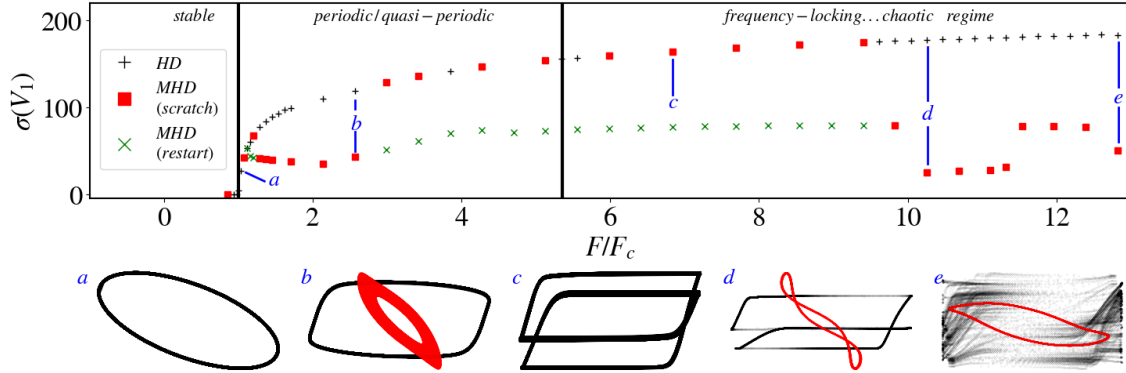 stable periodic/quasi−periodic frequency−locking...chaotic regime
200
100
0
σ(V₁)
HD
MHD
(scratch)
MHD
(restart)
a
b
c
d
e
0 2 4 6 8 10 12
F/F_c
a b c d e